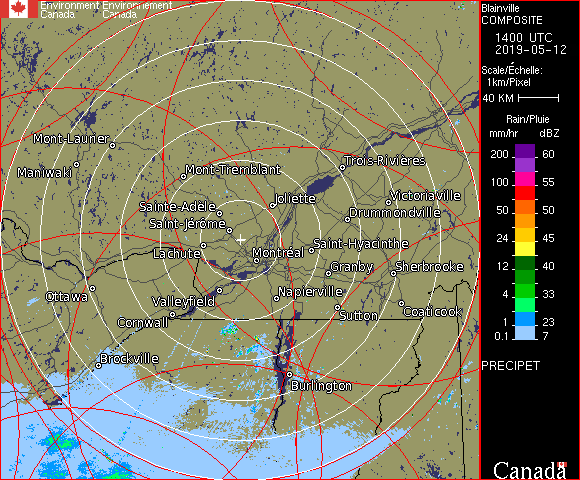 Environment Environnement
Canada Canada
Blainville
COMPOSITE
1400 UTC
2019-05-12
Scale/Échelle:
1km/Pixel
40 KM
Rain/Pluie
mm/hr dBZ
200 60
100 55
50 50
24 45
12 40
4 33
1 23
0.1 7
PRECIPET
Canada
Mont-Laurier
Maniwaki
Mont-Tremblant
Trois-Rivières
Joliette
Victoriaville
Sainte-Adèle
Drummondville
Saint-Jérôme
Lachute
Montréal
Saint-Hyacinthe
Granby
Sherbrooke
Ottawa
Valleyfield
Napierville
Cornwall
Sutton
Coaticook
Brockville
Burlington